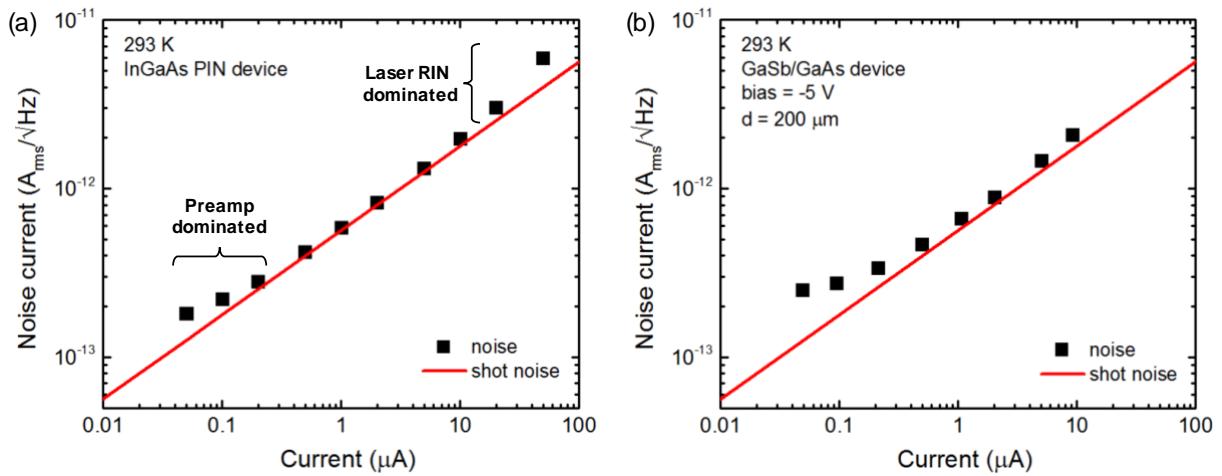 (a)
Noise current (Arms/√Hz)
10-11
10-12
10-13
293 K
InGaAs PIN device
Laser RIN
dominated
Preamp
dominated
noise
shot noise
0.01 0.1 1 10 100
Current (μA)
(b)
Noise current (Arms/√Hz)
10-11
10-12
10-13
293 K
GaSb/GaAs device
bias = -5 V
d = 200 μm
noise
shot noise
0.01 0.1 1 10 100
Current (μA)